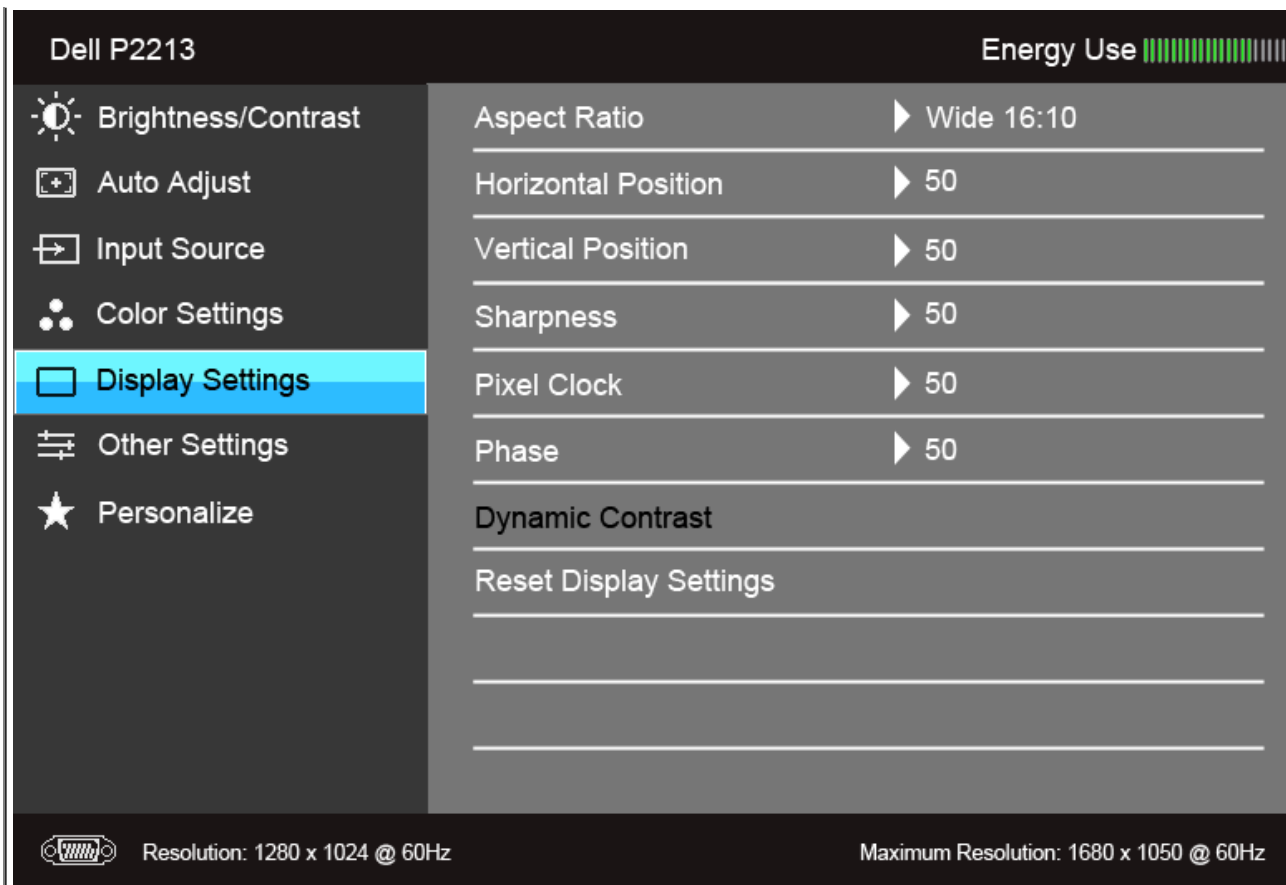 Dell P2213 Energy Use
Brightness/Contrast
Auto Adjust
Input Source
Color Settings
Display Settings
Other Settings
Personalize
Aspect Ratio Wide 16:10
Horizontal Position 50
Vertical Position 50
Sharpness 50
Pixel Clock 50
Phase 50
Dynamic Contrast
Reset Display Settings
Resolution: 1280 x 1024 @ 60Hz Maximum Resolution: 1680 x 1050 @ 60Hz